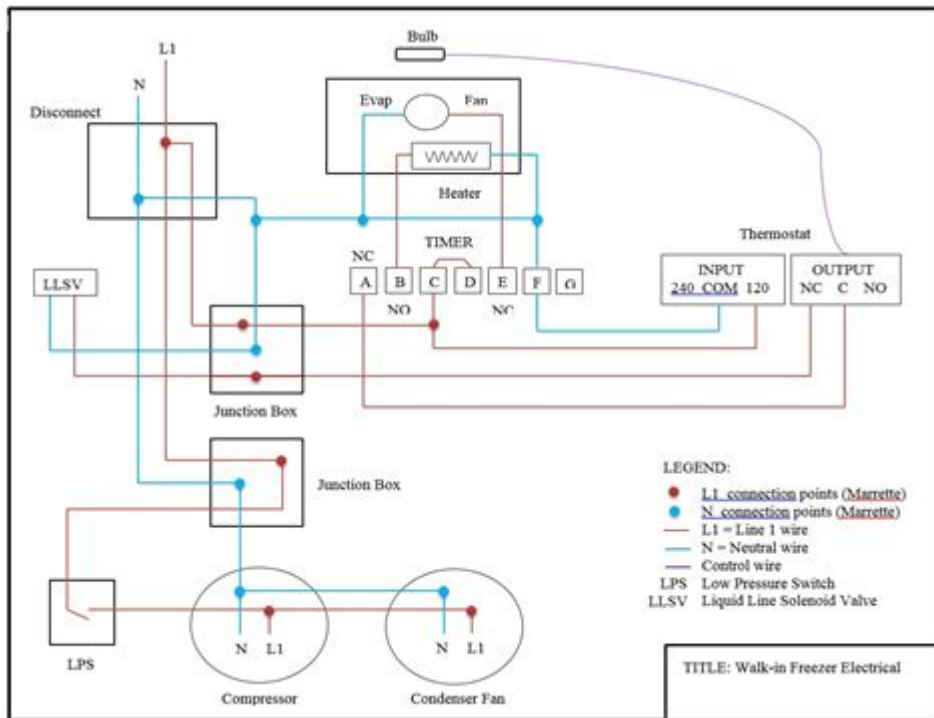 L1
N
Disconnect
Bulb
Evap
Fan
Heater
TIMER
NC
A
B
C
D
E
F
G
NO
NC
Thermostat
INPUT
240 COM 120
OUTPUT
NC C NO
LLSV
Junction Box
Junction Box
LEGEND:
L1 connection points (Marrette)
N connection points (Marrette)
L1 = Line 1 wire
N = Neutral wire
Control wire
LPS Low Pressure Switch
LLSV Liquid Line Solenoid Valve
LPS
N L1
Compressor
N L1
Condenser Fan
TITLE: Walk-in Freezer Electrical